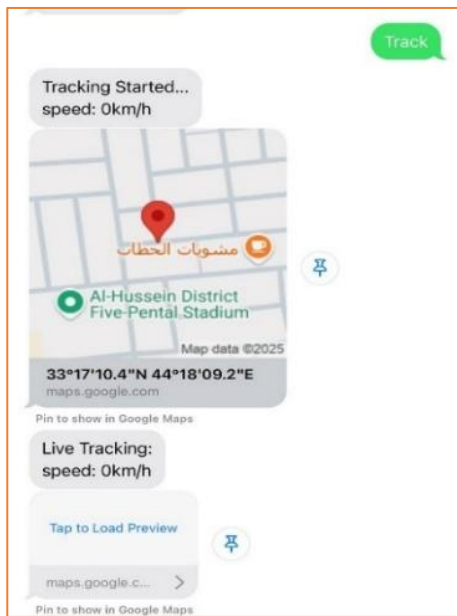 Track
Tracking Started...
speed: 0km/h
مشويات الحطاب
Al-Hussein District
Five-Pental Stadium
Map data ©2025
33°17'10.4"N 44°18'09.2"E
maps.google.com
Pin to show in Google Maps
Live Tracking:
speed: 0km/h
Tap to Load Preview
maps.google.c...
Pin to show in Google Maps